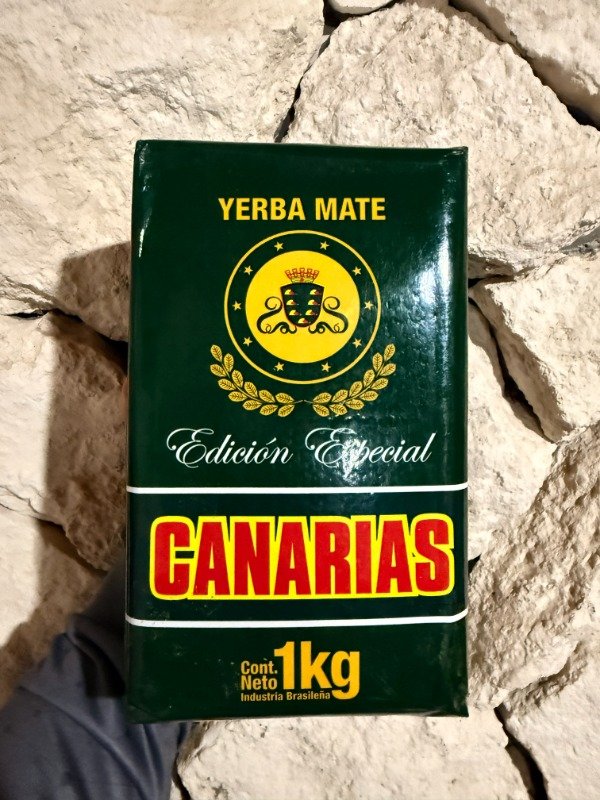 YERBA MATE
Edición Especial
CANARIAS
Cont.
Neto 1kg
Industria Brasileña